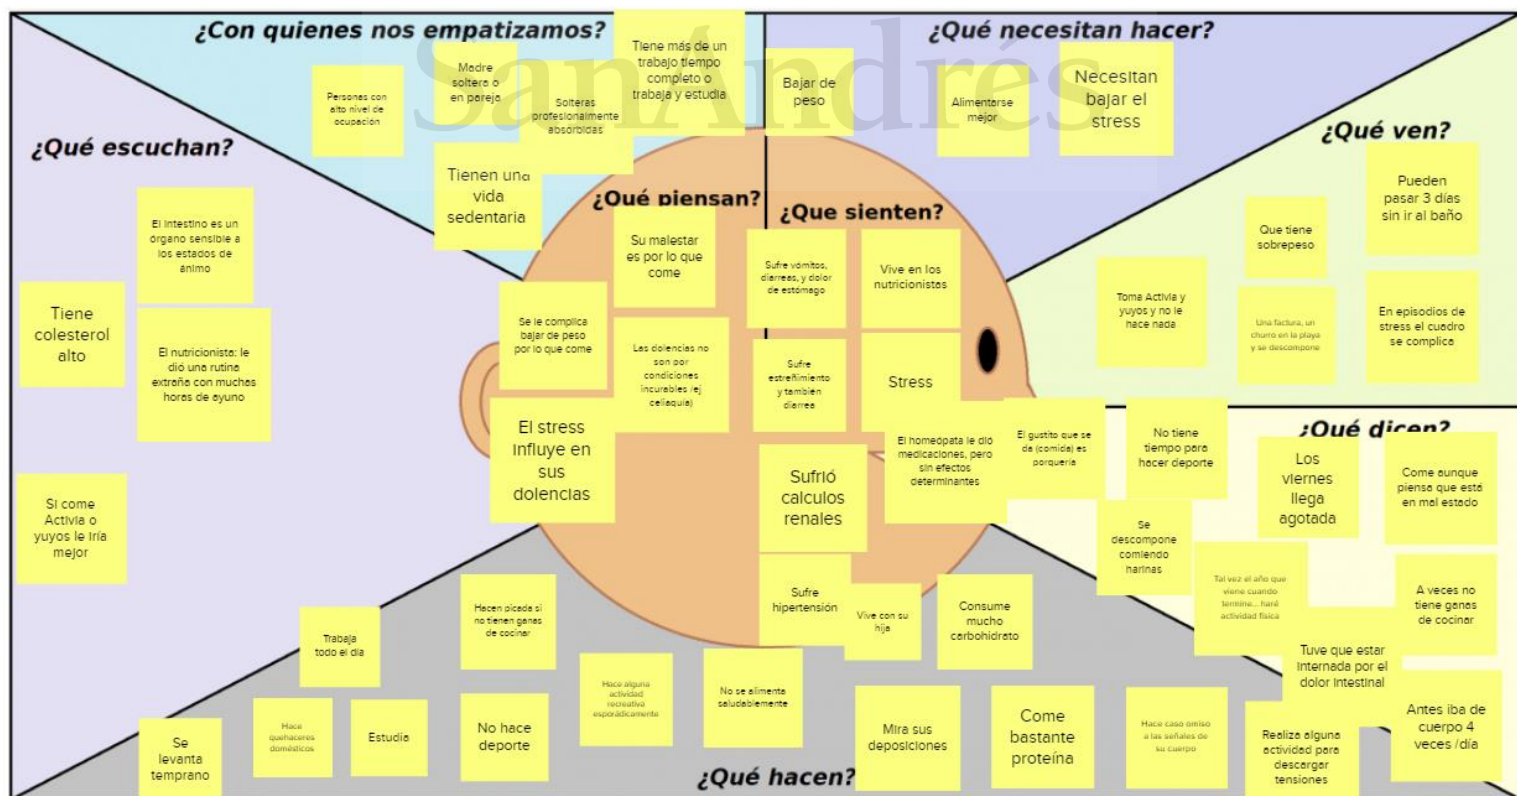 SanAndrés
¿Con quienes nos empatizamos?
Personas con
alto nivel de
ocupación
Madre
soltera o
en pareja
Solteras
profesionalmente
absorbidas
Tiene más de un
trabajo tiempo
completo o
trabaja y estudia
Tienen una
vida
sedentaria
¿Qué necesitan hacer?
Bajar de
peso
Alimentarse
mejor
Necesitan
bajar el
stress
¿Qué escuchan?
El intestino es un
órgano sensible a
los estados de
ánimo
Tiene
colesterol
alto
El nutricionista: le
dió una rutina
extraña con muchas
horas de ayuno
Si come
Activia o
yuyos le iría
mejor
¿Qué piensan?
Su malestar
es por lo que
come
Se le complica
bajar de peso
por lo que come
Las dolencias no
son por
condiciones
incurables /ej
celiaquía)
El stress
influye en
sus
dolencias
¿Que sienten?
Sufre vómitos,
diarreas, y dolor
de estómago
Vive en los
nutricionistas
Sufre
estreñimiento
y también
diarrea
Stress
El homeópata le dió
medicaciones, pero
sin efectos
determinantes
Sufrió
calculos
renales
Sufre
hipertensión
¿Qué ven?
Pueden
pasar 3 días
sin ir al baño
Que tiene
sobrepeso
Toma Activia y
yuyos y no le
hace nada
Una factura, un
churro en la playa
y se descompone
En episodios de
stress el cuadro
se complica
¿Qué dicen?
El gustito que se
da (comida) es
porquería
No tiene
tiempo para
hacer deporte
Los
viernes
llega
agotada
Come aunque
piensa que está
en mal estado
Se
descompone
comiendo
harinas
Tal vez el año que
viene cuando
termine... haré
actividad física
A veces no
tiene ganas
de cocinar
Tuve que estar
internada por el
dolor intestinal
Antes iba de
cuerpo 4
veces /día
¿Qué hacen?
Hacen picada si
no tienen ganas
de cocinar
Vive con su
hija
Consume
mucho
carbohidrato
Trabaja
todo el día
Hace alguna
actividad
recreativa
esporádicamente
No se alimenta
saludablemente
Se
levanta
temprano
Hace
quehaceres
domésticos
Estudia
No hace
deporte
Mira sus
deposiciones
Come
bastante
proteína
Hace caso omiso
a las señales de
su cuerpo
Realiza alguna
actividad para
descargar
tensiones